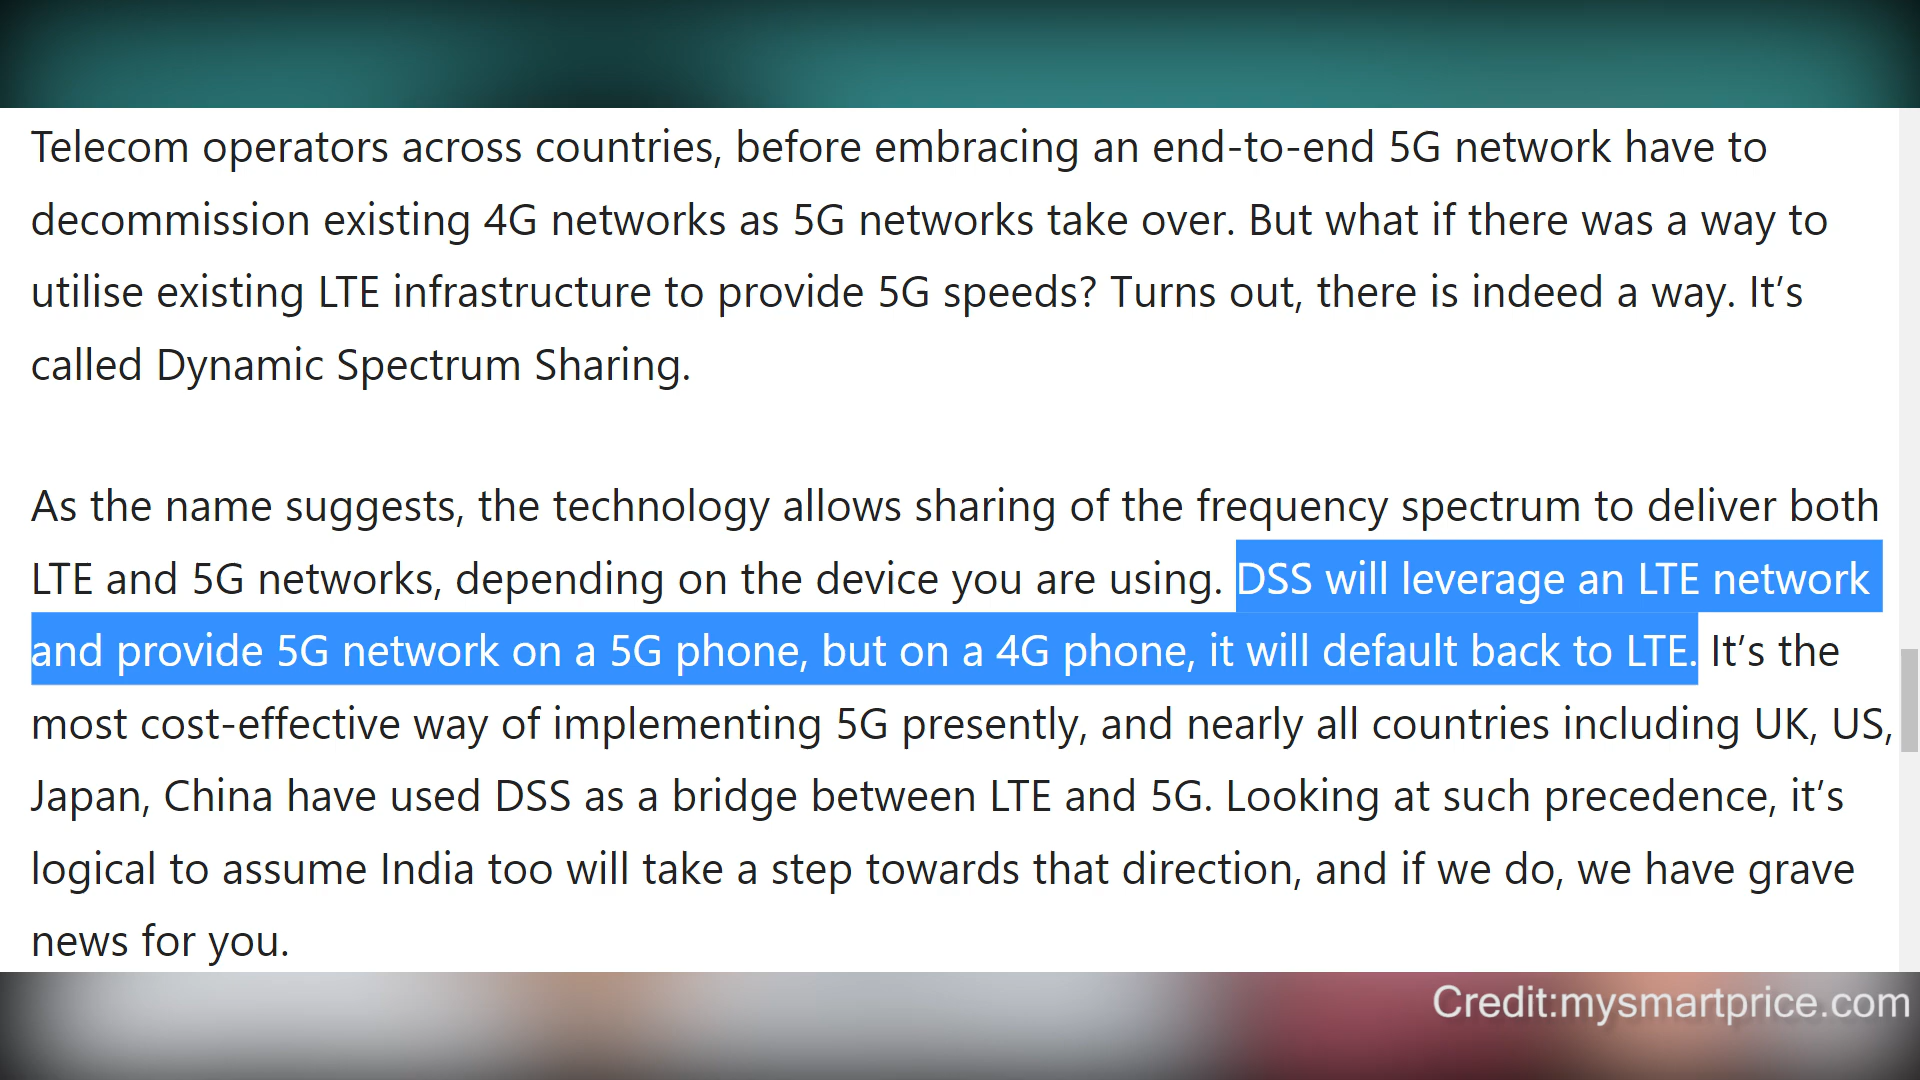 Telecom operators across countries, before embracing an end-to-end 5G network have to
decommission existing 4G networks as 5G networks take over. But what if there was a way to
utilise existing LTE infrastructure to provide 5G speeds? Turns out, there is indeed a way. It’s
called Dynamic Spectrum Sharing.
As the name suggests, the technology allows sharing of the frequency spectrum to deliver both
LTE and 5G networks, depending on the device you are using. DSS will leverage an LTE network
and provide 5G network on a 5G phone, but on a 4G phone, it will default back to LTE. It’s the
most cost-effective way of implementing 5G presently, and nearly all countries including UK, US,
Japan, China have used DSS as a bridge between LTE and 5G. Looking at such precedence, it’s
logical to assume India too will take a step towards that direction, and if we do, we have grave
news for you.
Credit:mysmartprice.com